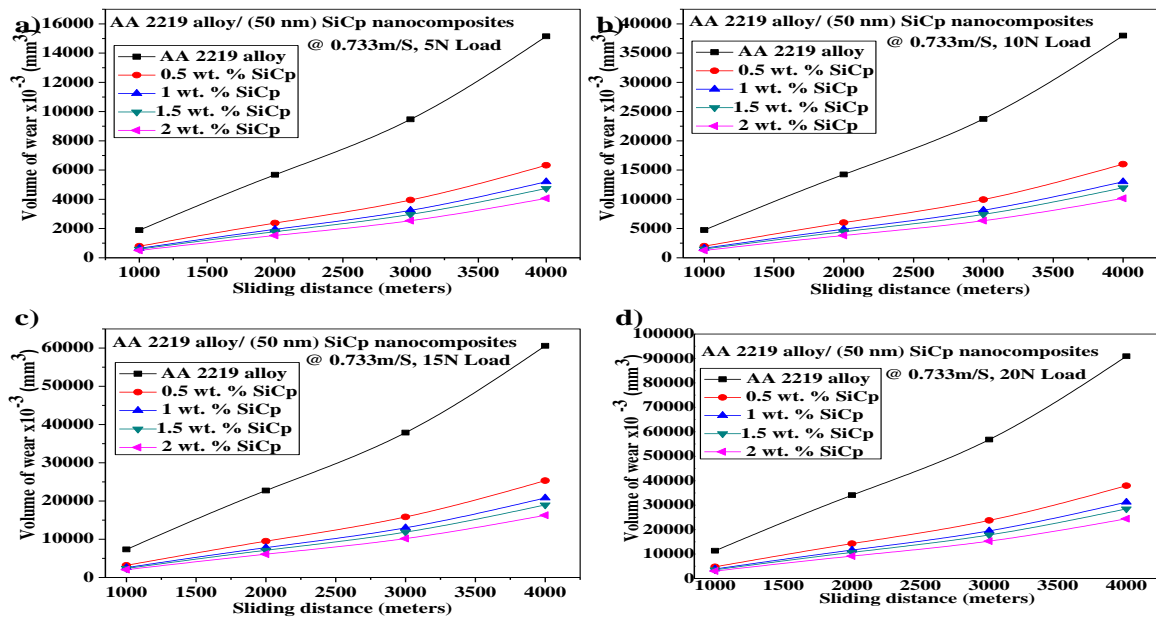 a)
AA 2219 alloy/ (50 nm) SiCp nanocomposites
@ 0.733m/S, 5N Load
AA 2219 alloy
0.5 wt. % SiCp
1 wt. % SiCp
1.5 wt. % SiCp
2 wt. % SiCp
Volume of wear x10^-3 (mm^3)
16000
14000
12000
10000
8000
6000
4000
2000
0
1000 1500 2000 2500 3000 3500 4000
Sliding distance (meters)
b)
AA 2219 alloy/ (50 nm) SiCp nanocomposites
@ 0.733m/S, 10N Load
AA 2219 alloy
0.5 wt. % SiCp
1 wt. % SiCp
1.5 wt. % SiCp
2 wt. % SiCp
Volume of wear x10^-3 (mm^3)
40000
35000
30000
25000
20000
15000
10000
5000
0
1000 1500 2000 2500 3000 3500 4000
Sliding distance (meters)
c)
AA 2219 alloy/ (50 nm) SiCp nanocomposites
@ 0.733m/S, 15N Load
AA 2219 alloy
0.5 wt. % SiCp
1 wt. % SiCp
1.5 wt. % SiCp
2 wt. % SiCp
Volume of wear x10^-3 (mm^3)
60000
50000
40000
30000
20000
10000
0
1000 1500 2000 2500 3000 3500 4000
Sliding distance (meters)
d)
AA 2219 alloy/ (50 nm) SiCp nanocomposites
@ 0.733m/S, 20N Load
AA 2219 alloy
0.5 wt. % SiCp
1 wt. % SiCp
1.5 wt. % SiCp
2 wt. % SiCp
Volume of wear x10^-3 (mm^3)
100000
90000
80000
70000
60000
50000
40000
30000
20000
10000
0
1000 1500 2000 2500 3000 3500 4000
Sliding distance (meters)